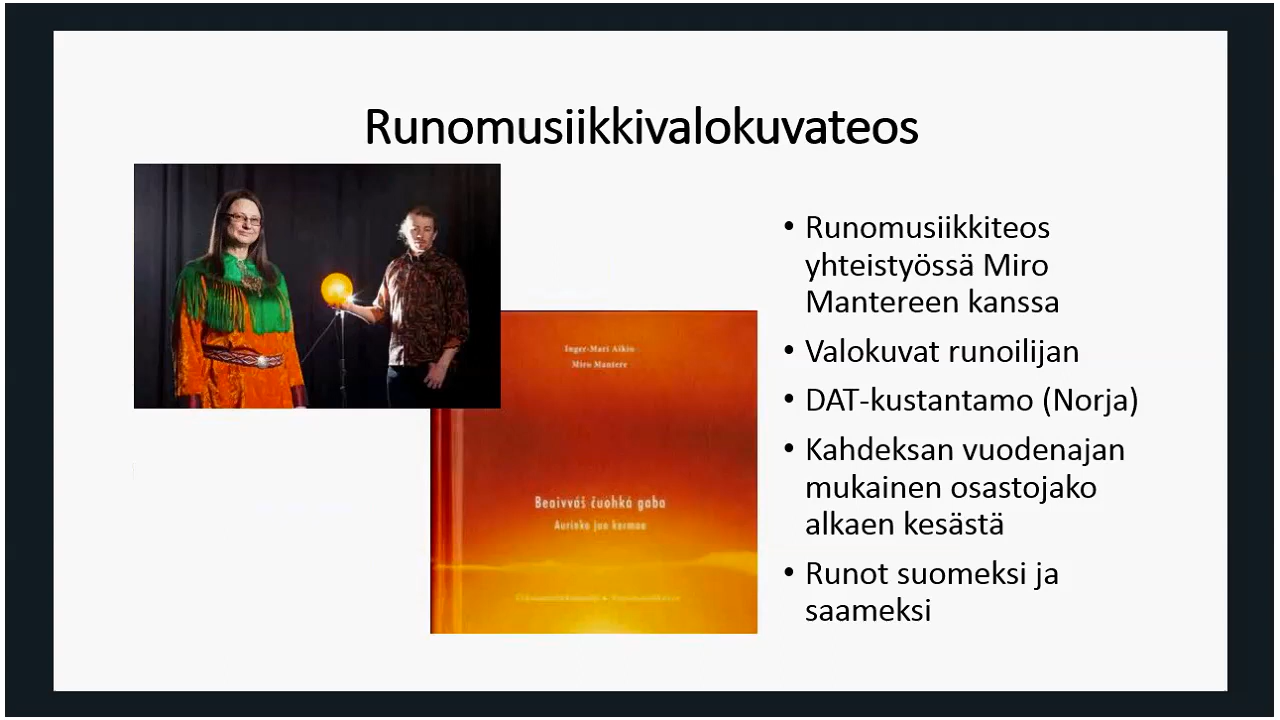 Runomusiikkivalokuvateos
Inger-Mari Aikio
Miro Mantere
Beaivváš čuohká gaba
Aurinko juo kermaa
• Runomusiikkiteos
yhteistyössä Miro
Mantereen kanssa
• Valokuvat runoilijan
• DAT-kustantamo (Norja)
• Kahdeksan vuodenajan
mukainen osastojako
alkaen kesästä
• Runot suomeksi ja
saameksi